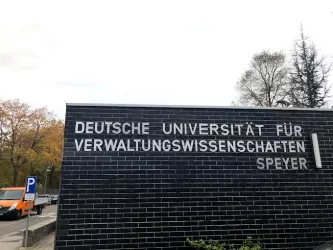 DEUTSCHE UNIVERSITÄT FÜR
VERWALTUNGSWISSENSCHAFTEN
SPEYER
P